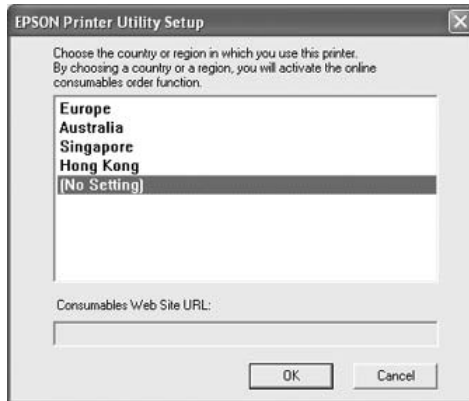 EPSON Printer Utility Setup
Choose the country or region in which you use this printer.
By choosing a country or a region, you will activate the online
consumables order function.
Europe
Australia
Singapore
Hong Kong
(No Setting)
Consumables Web Site URL:
OK
Cancel